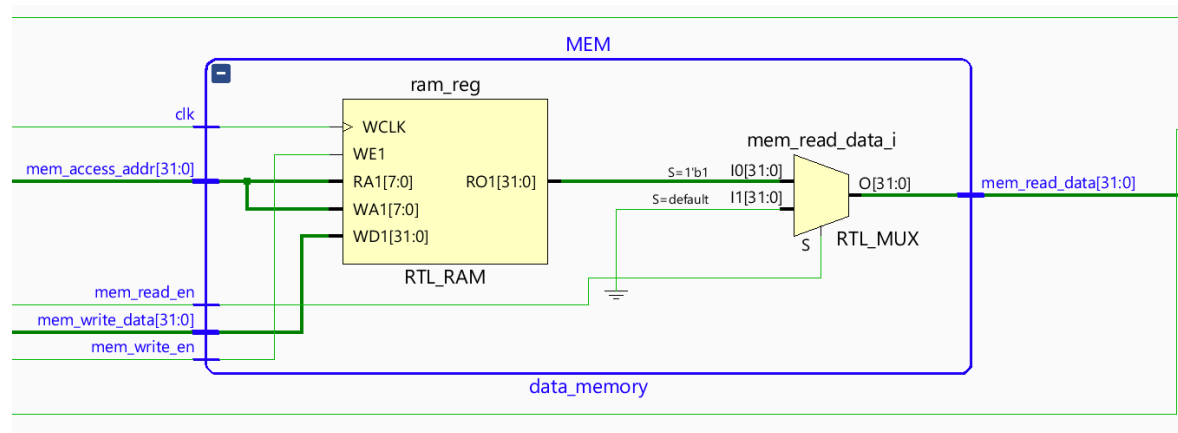 MEM
ram_reg
clk
WCLK
mem_read_data_i
WE1
mem_access_addr[31:0]
RA1[7:0]
RO1[31:0]
S=1'b1
I0[31:0]
O[31:0]
mem_read_data[31:0]
WA1[7:0]
S=default
I1[31:0]
WD1[31:0]
S
RTL_MUX
RTL_RAM
mem_read_en
mem_write_data[31:0]
mem_write_en
data_memory